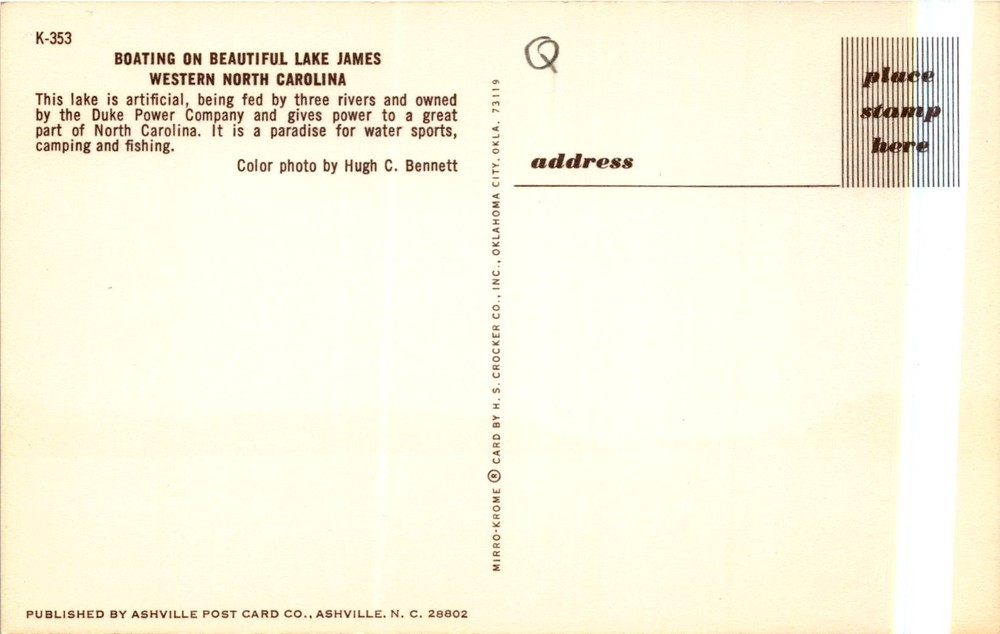 K-353
BOATING ON BEAUTIFUL LAKE JAMES
WESTERN NORTH CAROLINA
This lake is artificial, being fed by three rivers and owned
by the Duke Power Company and gives power to a great
part of North Carolina. It is a paradise for water sports,
camping and fishing.
Color photo by Hugh C. Bennett
PUBLISHED BY ASHVILLE POST CARD CO., ASHVILLE. N. C. 28802
MIRRO-KROME ® CARD BY H. S. CROCKER CO., INC., OKLAHOMA CITY, OKLA. 73119
Q
address
place
stamp
here